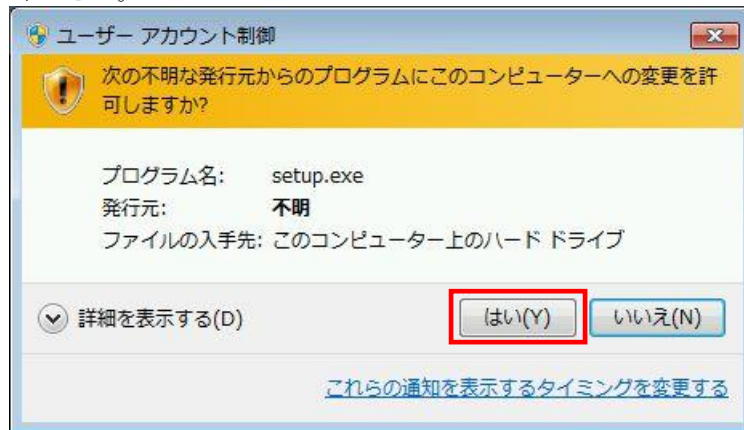 ユーザー アカウント制御
次の不明な発行元からのプログラムにこのコンピューターへの変更を許
可しますか?
プログラム名: setup.exe
発行元: 不明
ファイルの入手先: このコンピューター上のハード ドライブ
詳細を表示する(D) はい(Y) いいえ(N)
これらの通知を表示するタイミングを変更する